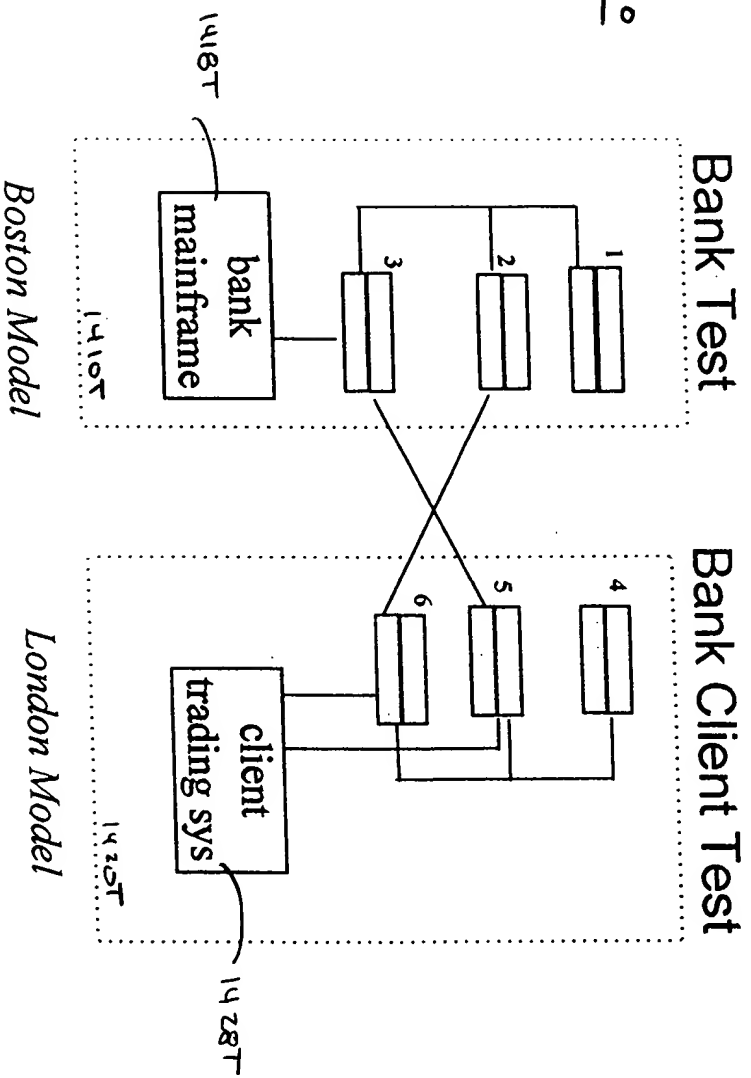 Bank Test
Bank Client Test
1
2
3
4
5
6
bank
mainframe
client
trading sys
1418T
1410T
1420T
1428T
Boston Model
London Model